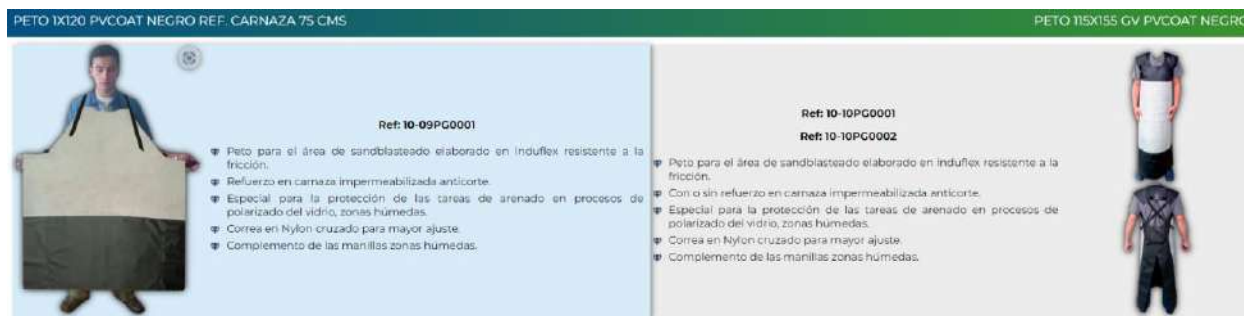 PETO 1X120 PVCOAT NEGRO REF. CARNAZA 75 CMS
PETO 115X155 GV PVCOAT NEGRO
Ref: 10-09PG0001
Peto para el área de sandblasteado elaborado en Induflex resistente a la
fricción.
Refuerzo en carnaza impermeabilizada anticorte.
Especial para la protección de las tareas de arenado en procesos de
polarizado del vidrio, zonas húmedas.
Correa en Nylon cruzado para mayor ajuste.
Complemento de las manillas zonas húmedas.
Ref: 10-10PG0001
Ref: 10-10PG0002
Peto para el área de sandblasteado elaborado en Induflex resistente a la
fricción.
Con o sin refuerzo en carnaza impermeabilizada anticorte.
Especial para la protección de las tareas de arenado en procesos de
polarizado del vidrio, zonas húmedas.
Correa en Nylon cruzado para mayor ajuste.
Complemento de las manillas zonas húmedas.